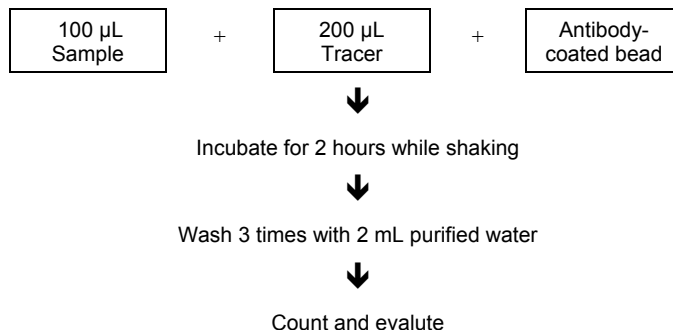 100 µL + 200 µL + Antibody-
Sample Tracer coated bead
Incubate for 2 hours while shaking
Wash 3 times with 2 mL purified water
Count and evalute